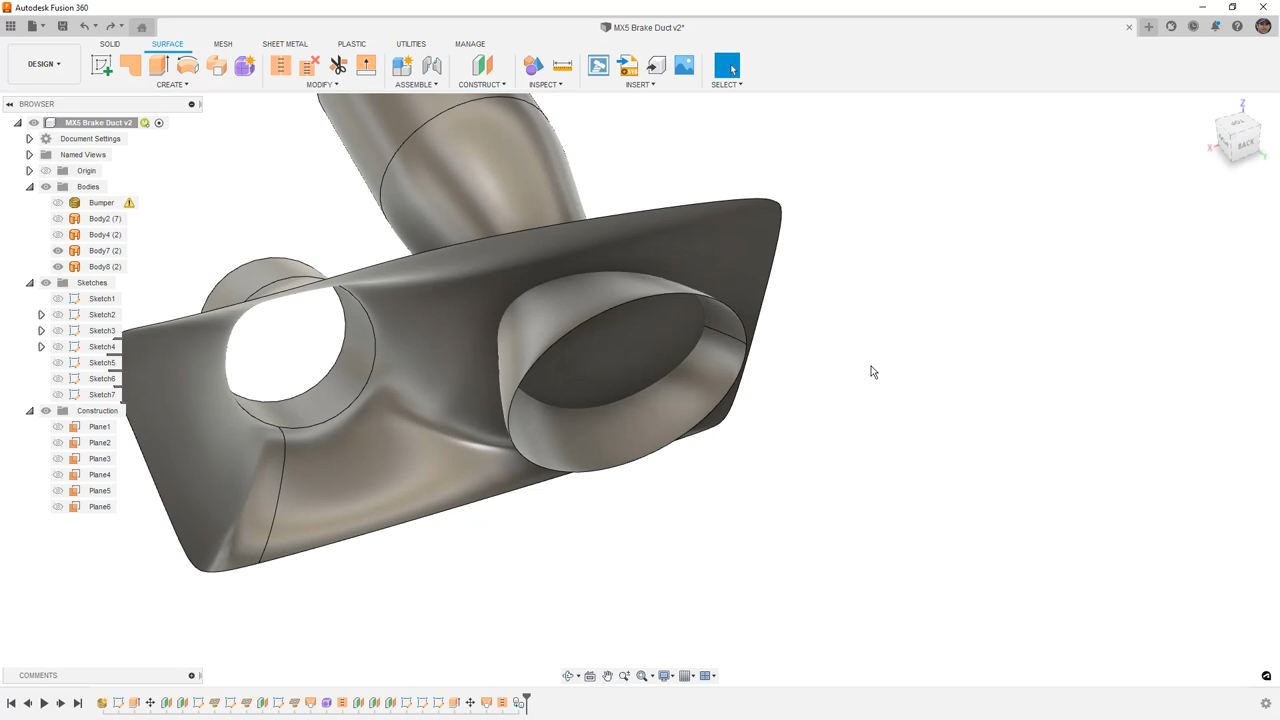 Autodesk Fusion 360
MX5 Brake Duct v2*
DESIGN
SOLID SURFACE MESH SHEET METAL PLASTIC UTILITIES MANAGE
CREATE MODIFY ASSEMBLE CONSTRUCT INSPECT INSERT SELECT
BROWSER
MX5 Brake Duct v2
Document Settings
Named Views
Origin
Bodies
Bumper
Body2 (7)
Body4 (2)
Body7 (2)
Body8 (2)
Sketches
Sketch1
Sketch2
Sketch3
Sketch4
Sketch5
Sketch6
Sketch7
Construction
Plane1
Plane2
Plane3
Plane4
Plane5
Plane6
Z
TOP
BACK
X
Y
COMMENTS